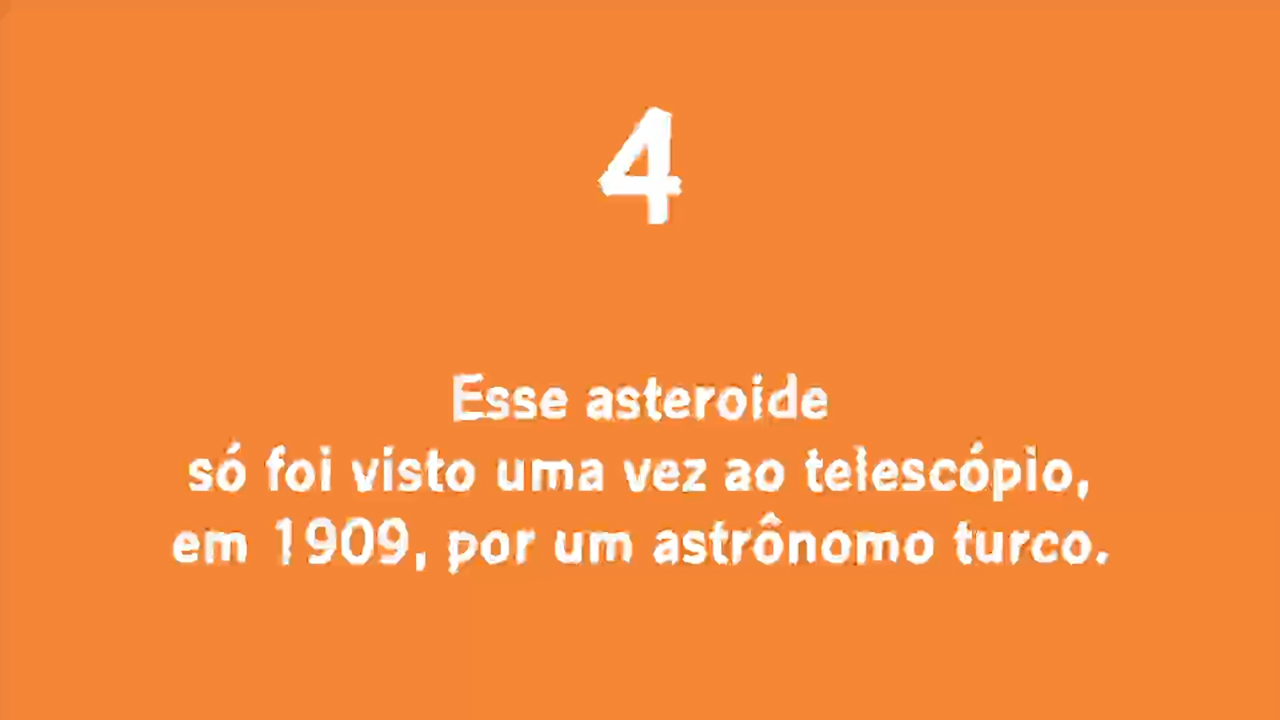 4
Esse asteroide
só foi visto uma vez ao telescópio,
em 1909, por um astrônomo turco.